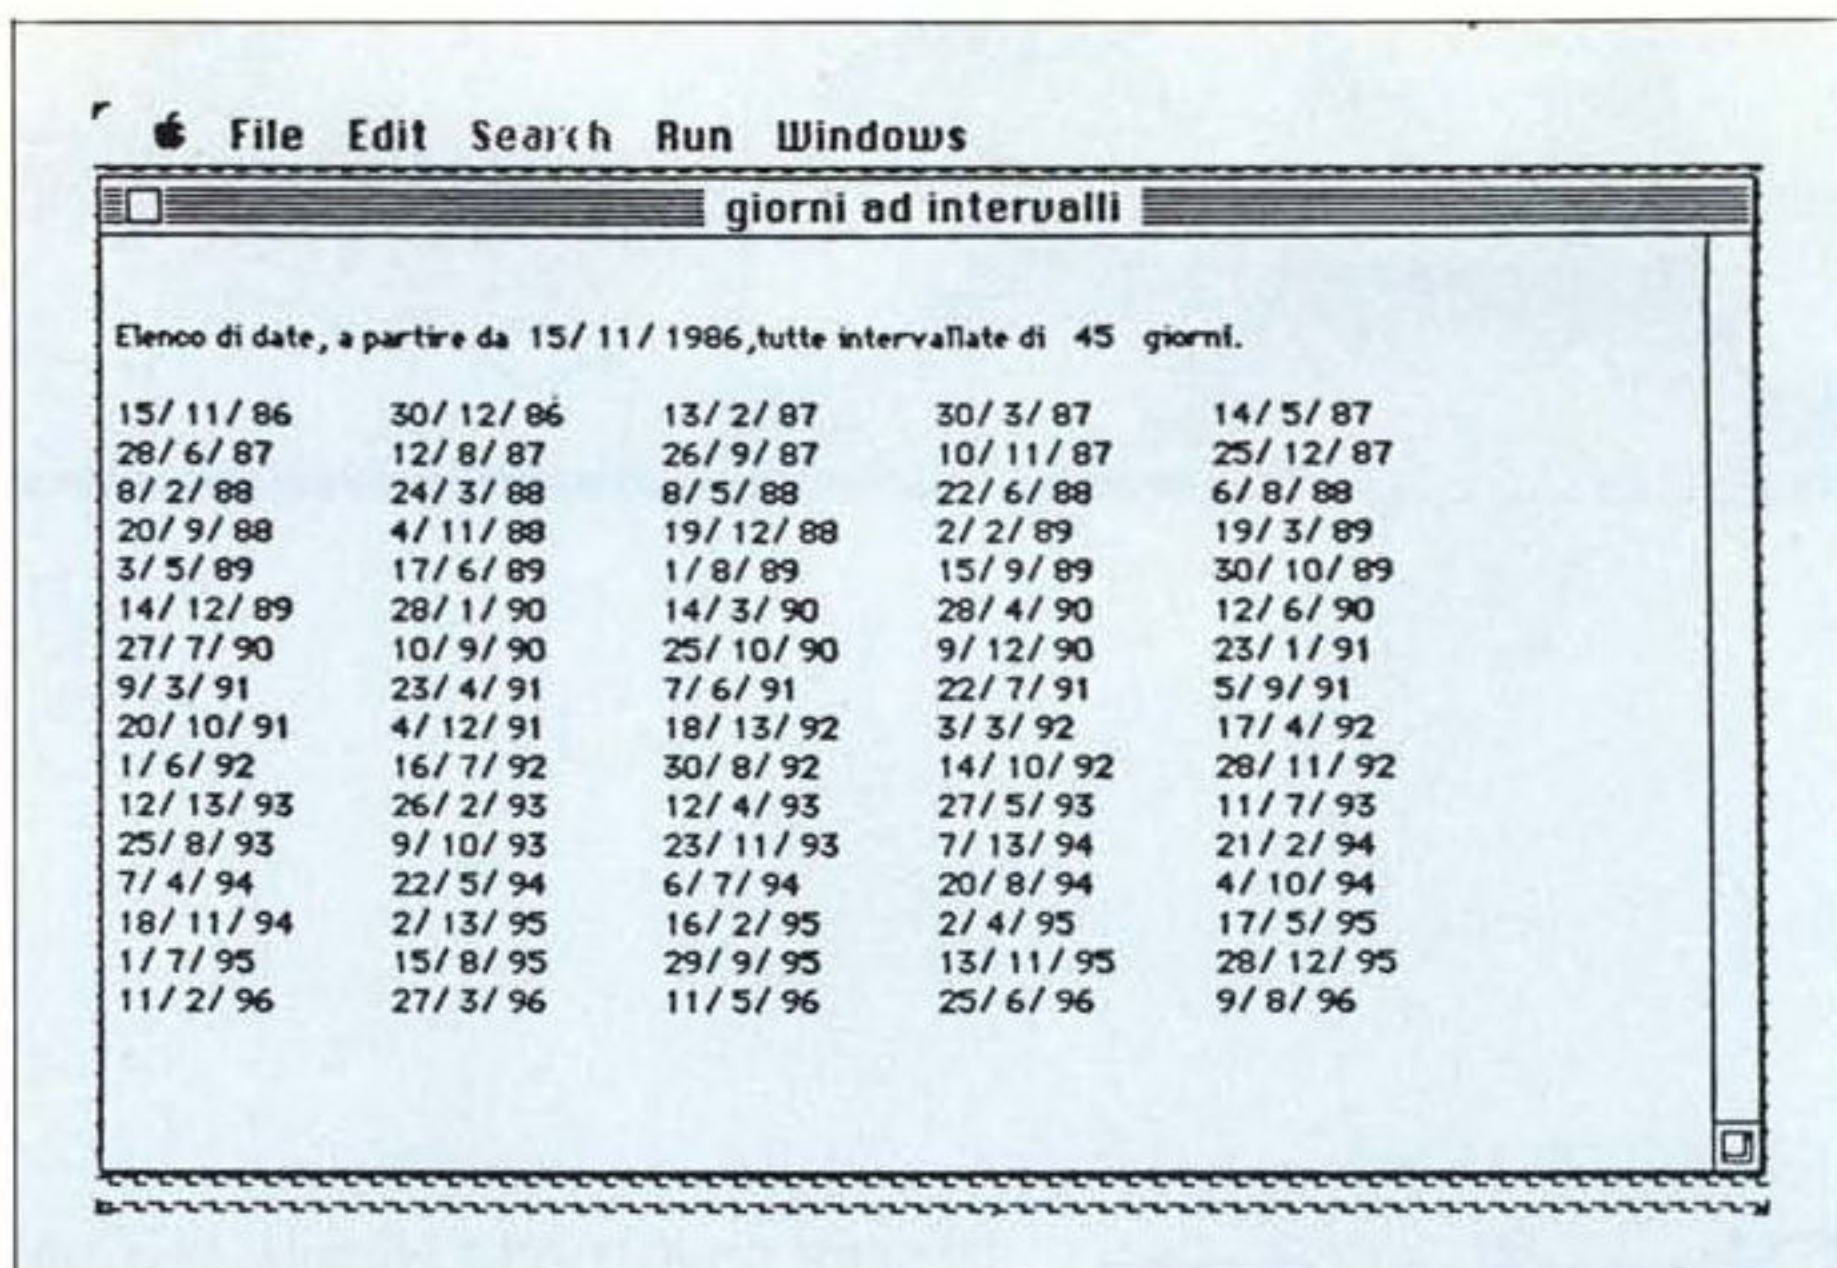 File Edit Search Run Windows
giorni ad intervalli
Elenco di date, a partire da 15/ 11/ 1986,tutte intervallate di 45 giorni.
15/ 11/ 86 30/ 12/ 86 13/ 2/ 87 30/ 3/ 87 14/ 5/ 87
28/ 6/ 87 12/ 8/ 87 26/ 9/ 87 10/ 11/ 87 25/ 12/ 87
8/ 2/ 88 24/ 3/ 88 8/ 5/ 88 22/ 6/ 88 6/ 8/ 88
20/ 9/ 88 4/ 11/ 88 19/ 12/ 88 2/ 2/ 89 19/ 3/ 89
3/ 5/ 89 17/ 6/ 89 1/ 8/ 89 15/ 9/ 89 30/ 10/ 89
14/ 12/ 89 28/ 1/ 90 14/ 3/ 90 28/ 4/ 90 12/ 6/ 90
27/ 7/ 90 10/ 9/ 90 25/ 10/ 90 9/ 12/ 90 23/ 1/ 91
9/ 3/ 91 23/ 4/ 91 7/ 6/ 91 22/ 7/ 91 5/ 9/ 91
20/ 10/ 91 4/ 12/ 91 18/ 13/ 92 3/ 3/ 92 17/ 4/ 92
1/ 6/ 92 16/ 7/ 92 30/ 8/ 92 14/ 10/ 92 28/ 11/ 92
12/ 13/ 93 26/ 2/ 93 12/ 4/ 93 27/ 5/ 93 11/ 7/ 93
25/ 8/ 93 9/ 10/ 93 23/ 11/ 93 7/ 13/ 94 21/ 2/ 94
7/ 4/ 94 22/ 5/ 94 6/ 7/ 94 20/ 8/ 94 4/ 10/ 94
18/ 11/ 94 2/ 13/ 95 16/ 2/ 95 2/ 4/ 95 17/ 5/ 95
1/ 7/ 95 15/ 8/ 95 29/ 9/ 95 13/ 11/ 95 28/ 12/ 95
11/ 2/ 96 27/ 3/ 96 11/ 5/ 96 25/ 6/ 96 9/ 8/ 96